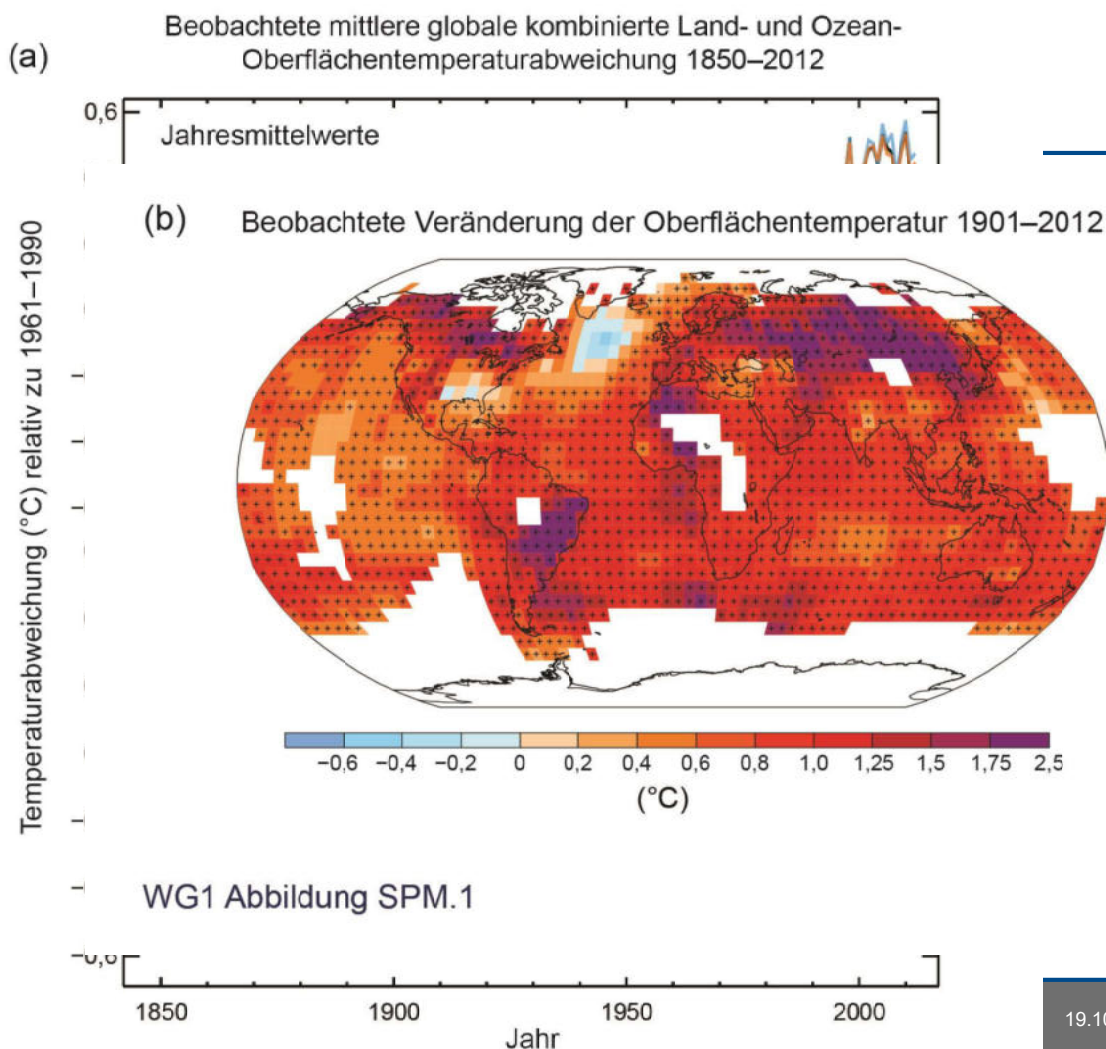 Beobachtete mittlere globale kombinierte Land- und Ozean-
(a)
Oberflächentemperaturabweichung 1850–2012
0,6
Jahresmittelwerte
Temperaturabweichung (°C) relativ zu 1961–1990
(b)
Beobachtete Veränderung der Oberflächentemperatur 1901–2012
−0,6 −0,4 −0,2 0 0,2 0,4 0,6 0,8 1,0 1,25 1,5 1,75 2,5
(°C)
WG1 Abbildung SPM.1
1850 1900 1950 2000
Jahr